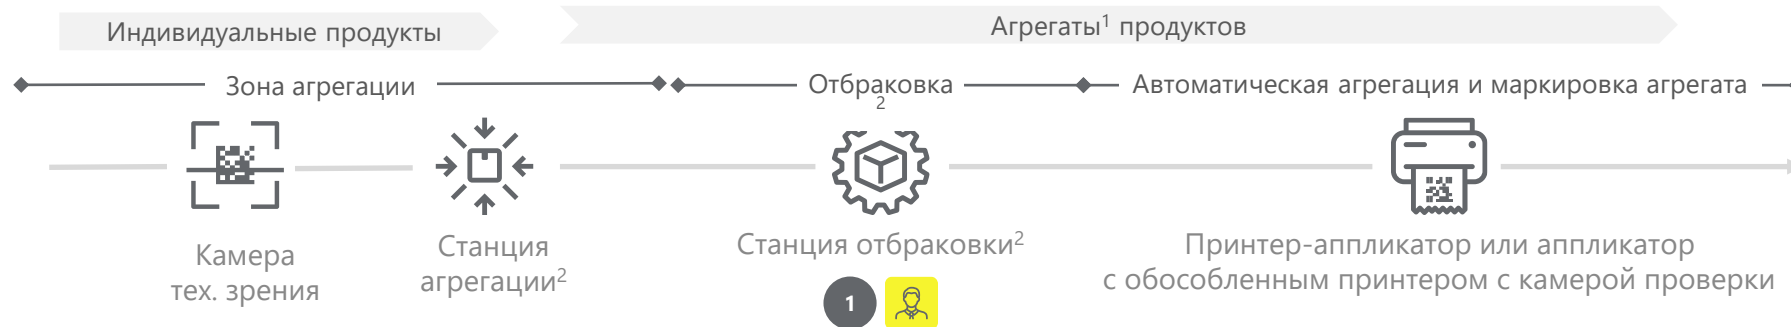 Индивидуальные продукты
Агрегаты¹ продуктов
Зона агрегации
Отбраковка
2
Автоматическая агрегация и маркировка агрегата
Камера
тех. зрения
Станция
агрегации²
Станция отбраковки²
1
Принтер-аппликатор или аппликатор
с обособленным принтером с камерой проверки